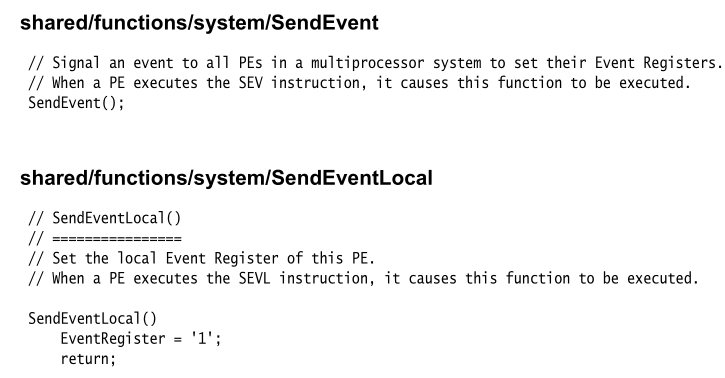 shared/functions/system/SendEvent
// Signal an event to all PEs in a multiprocessor system to set their Event Registers.
// When a PE executes the SEV instruction, it causes this function to be executed.
SendEvent();
shared/functions/system/SendEventLocal
// SendEventLocal()
// ================
// Set the local Event Register of this PE.
// When a PE executes the SEVL instruction, it causes this function to be executed.
SendEventLocal()
EventRegister = '1';
return;